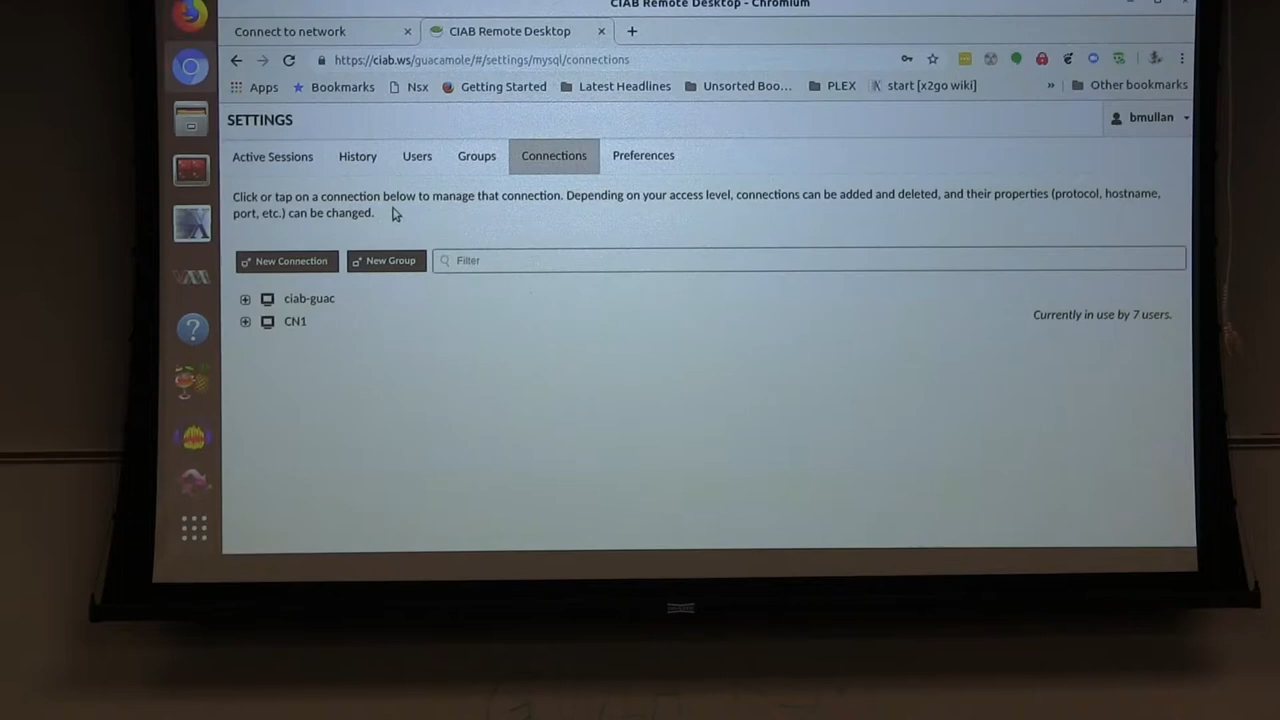 CIAB Remote Desktop - Chromium
Connect to network
CIAB Remote Desktop
https://ciab.ws/guacamole/#/settings/mysql/connections
Apps
Bookmarks
Nsx
Getting Started
Latest Headlines
Unsorted Boo...
PLEX
start [x2go wiki]
»
Other bookmarks
SETTINGS
bmullan
Active Sessions
History
Users
Groups
Connections
Preferences
Click or tap on a connection below to manage that connection. Depending on your access level, connections can be added and deleted, and their properties (protocol, hostname,
port, etc.) can be changed.
New Connection
New Group
Filter
ciab-guac
CN1
Currently in use by 7 users.